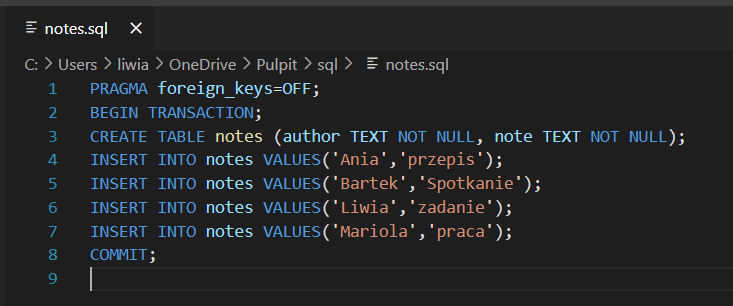 notes.sql ×
C: > Users > liwia > OneDrive > Pulpit > sql > notes.sql
1 PRAGMA foreign_keys=OFF;
2 BEGIN TRANSACTION;
3 CREATE TABLE notes (author TEXT NOT NULL, note TEXT NOT NULL);
4 INSERT INTO notes VALUES('Ania','przepis');
5 INSERT INTO notes VALUES('Bartek','Spotkanie');
6 INSERT INTO notes VALUES('Liwia','zadanie');
7 INSERT INTO notes VALUES('Mariola','praca');
8 COMMIT;
9